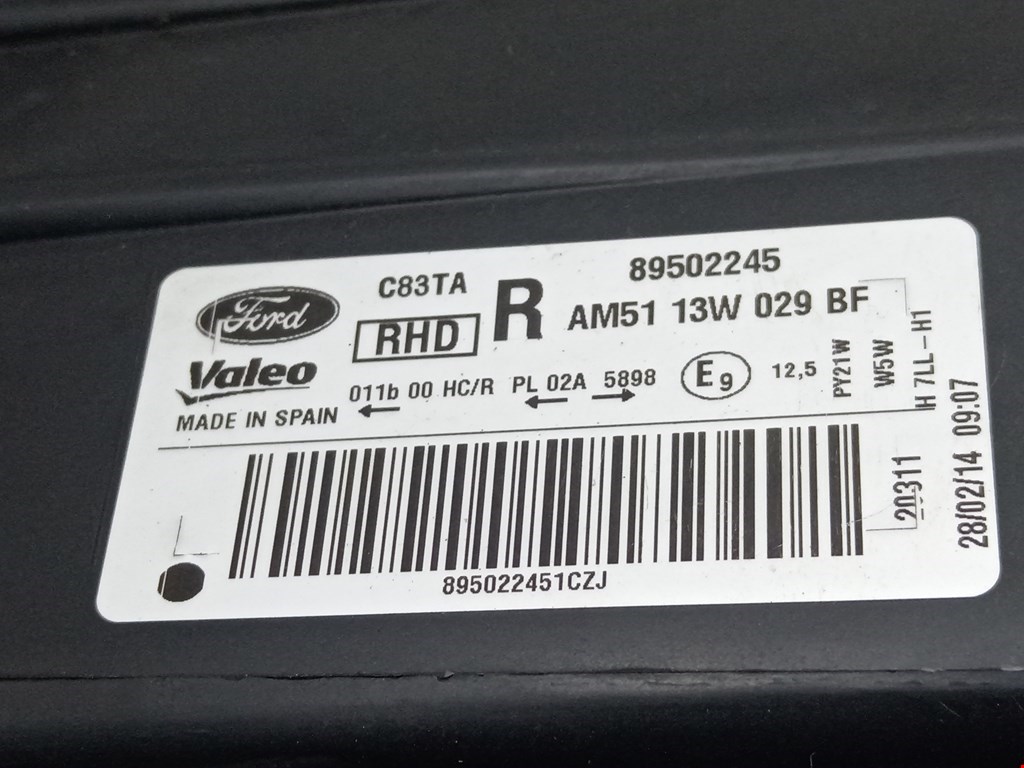 C83TA
89502245
Ford
RHD
R
AM51 13W 029 BF
Valeo
011b 00 HC/R PL 02A 5898
E9
12,5
PY21W
W5W
H 7LL-H1
MADE IN SPAIN
20311
28/02/14 09:07
895022451CZJ